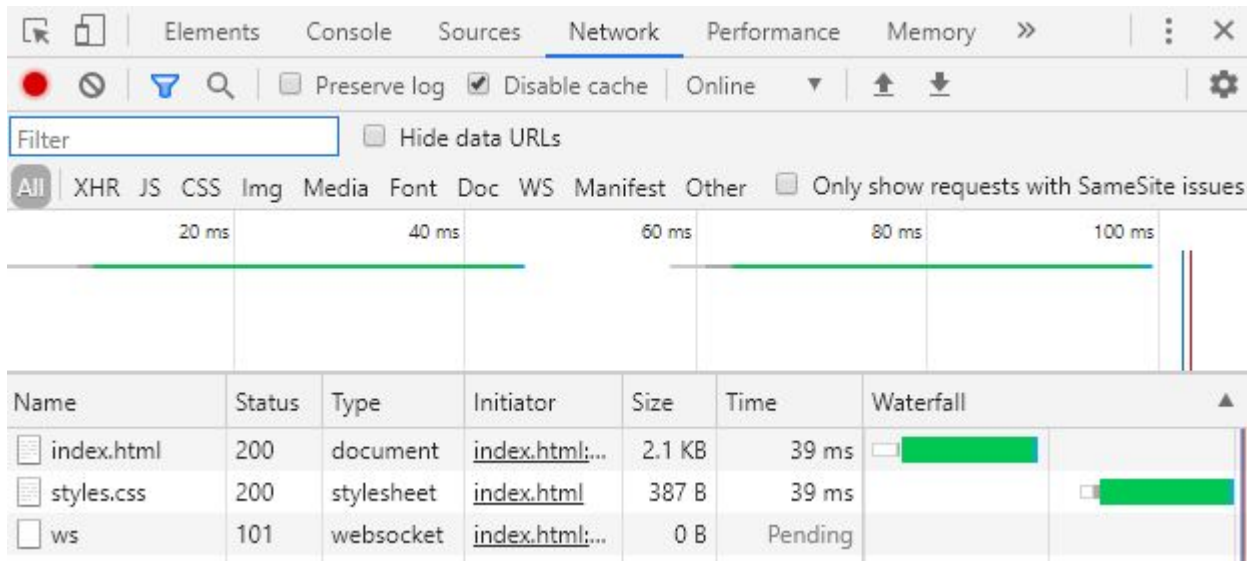 Elements Console Sources Network Performance Memory »
Preserve log Disable cache Online
Filter Hide data URLs
All XHR JS CSS Img Media Font Doc WS Manifest Other Only show requests with SameSite issues
20 ms 40 ms 60 ms 80 ms 100 ms
Name Status Type Initiator Size Time Waterfall
index.html 200 document index.html:... 2.1 KB 39 ms
styles.css 200 stylesheet index.html 387 B 39 ms
ws 101 websocket index.html:... 0 B Pending